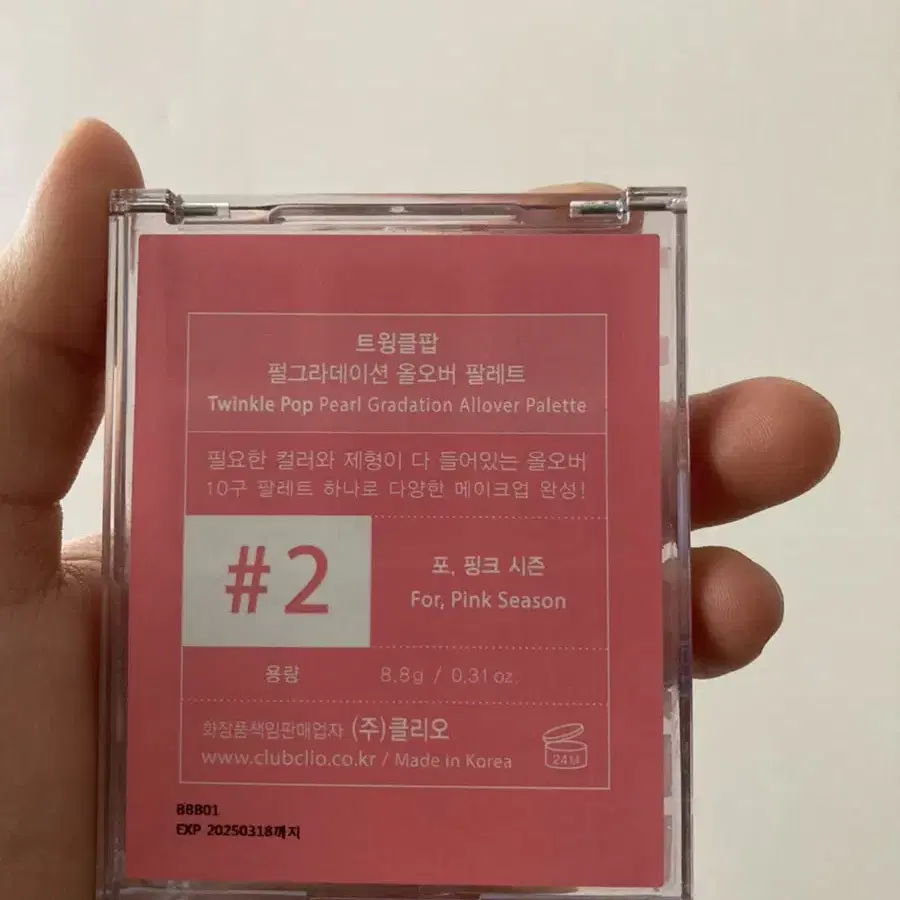 트윙클팝
펄그라데이션 올오버 팔레트
Twinkle Pop Pearl Gradation Allover Palette
필요한 컬러와 제형이 다 들어있는 올오버
10구 팔레트 하나로 다양한 메이크업 완성!
#2
포, 핑크 시즌
For, Pink Season
용량 8.8g / 0.31oz.
화장품책임판매업자 (주)클리오
www.clubclio.co.kr / Made in Korea
24M
BBB01
EXP 20250318까지